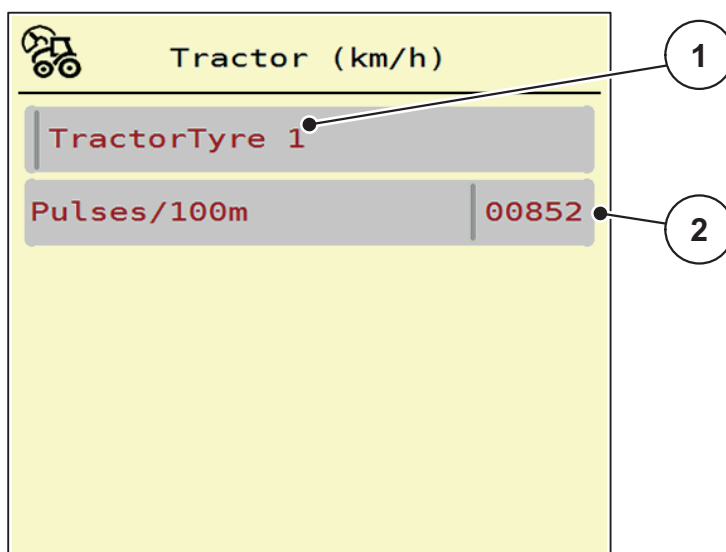 Tractor (km/h)
1
TractorTyre 1
Pulses/100m 00852
2